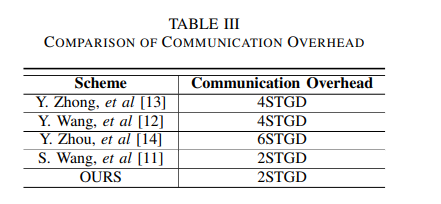 TABLE III
COMPARISON OF COMMUNICATION OVERHEAD
Scheme Communication Overhead
Y. Zhong, et al [13] 4STGD
Y. Wang, et al [12] 4STGD
Y. Zhou, et al [14] 6STGD
S. Wang, et al [11] 2STGD
OURS 2STGD